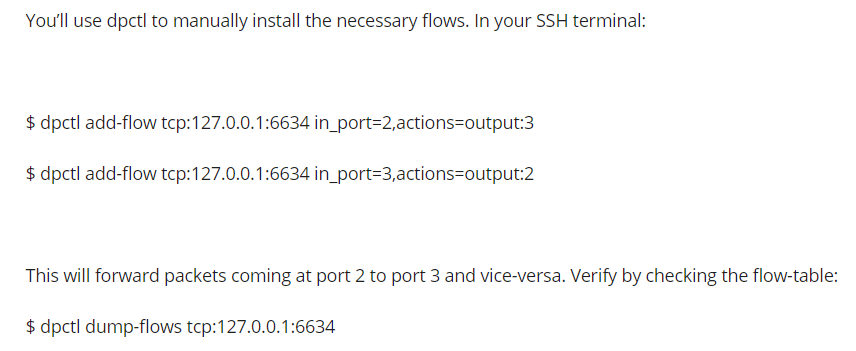 You'll use dpctl to manually install the necessary flows. In your SSH terminal:
$ dpctl add-flow tcp:127.0.0.1:6634 in_port=2,actions=output:3
$ dpctl add-flow tcp:127.0.0.1:6634 in_port=3,actions=output:2
This will forward packets coming at port 2 to port 3 and vice-versa. Verify by checking the flow-table:
$ dpctl dump-flows tcp:127.0.0.1:6634